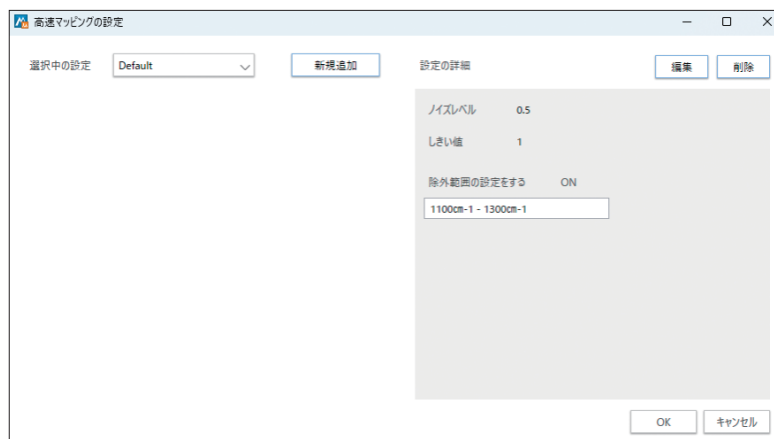 高速マッピングの設定
選択中の設定 Default 新規追加 設定の詳細 編集 削除
ノイズレベル 0.5
しきい値 1
除外範囲の設定をする ON
1100cm-1 - 1300cm-1
OK キャンセル